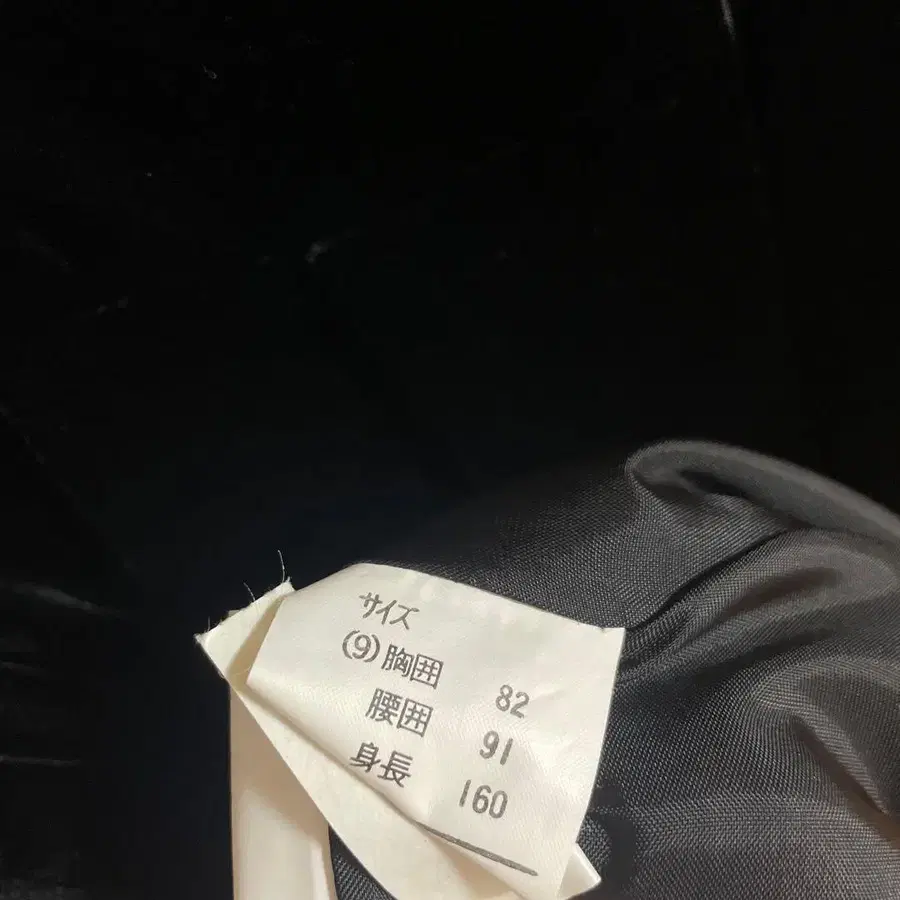 サイズ
(9)胸囲 82
腰囲 91
身長 160